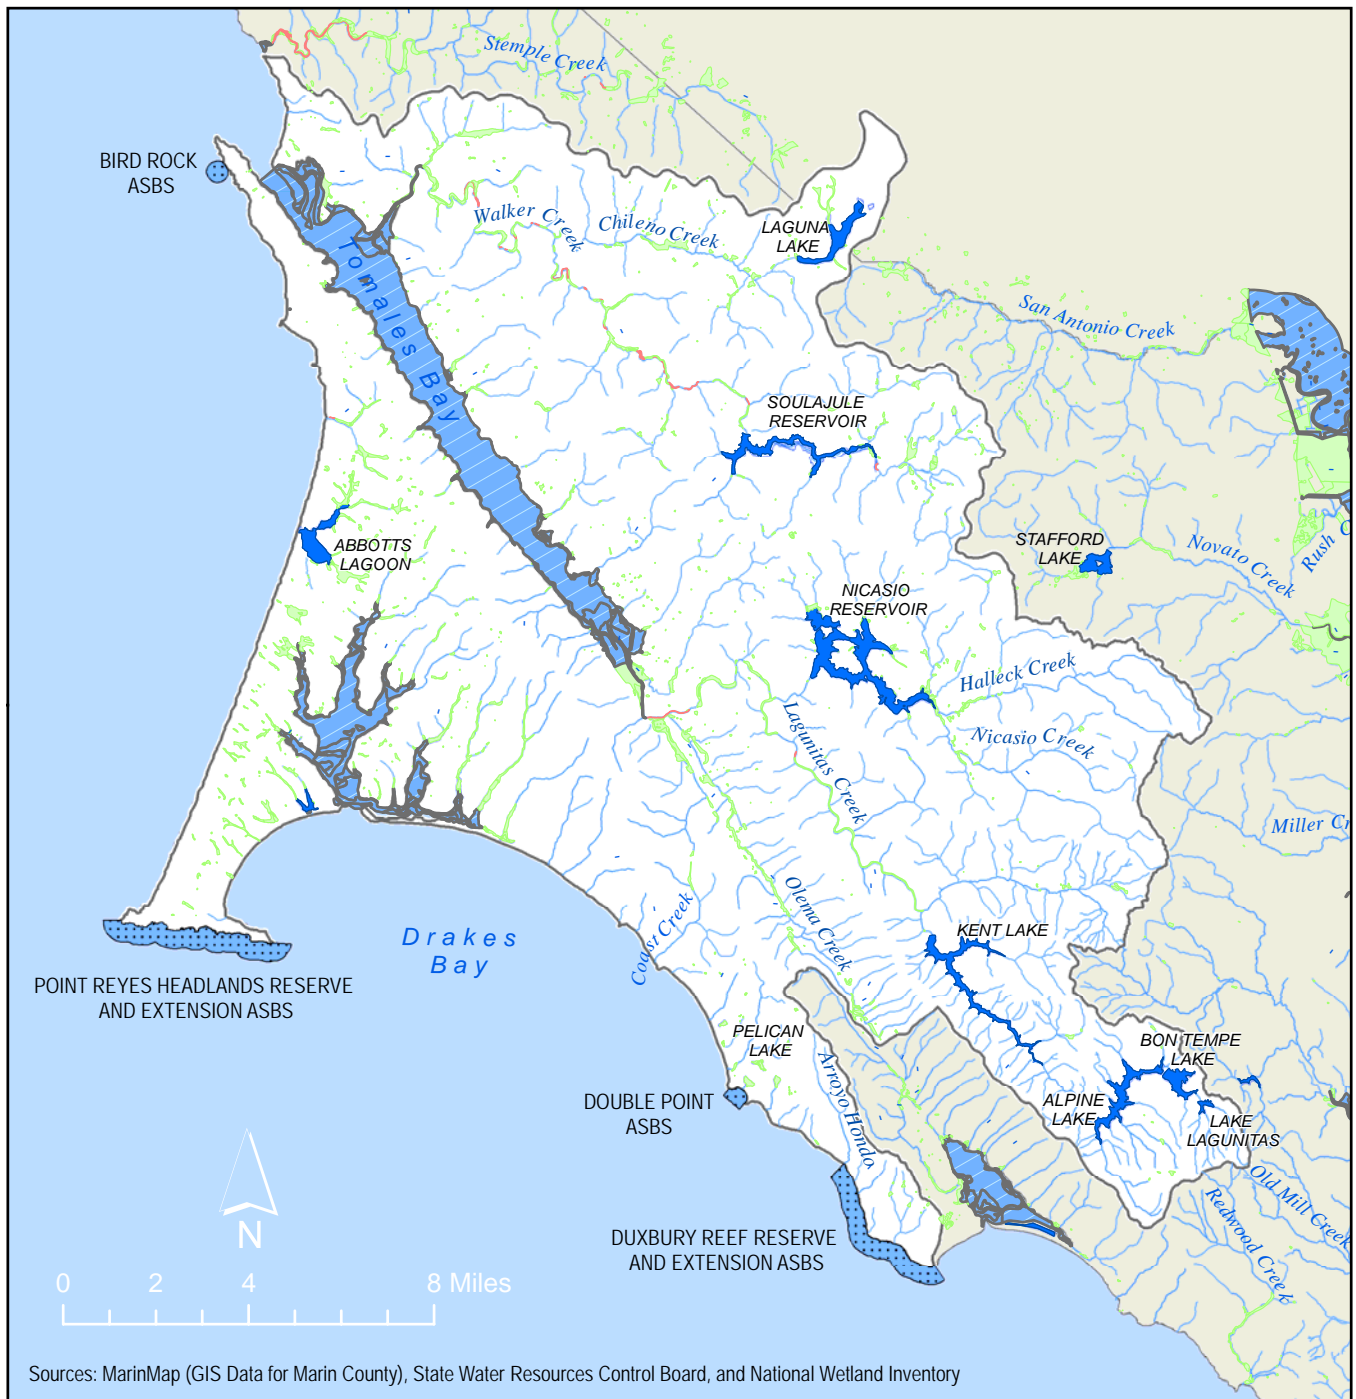 Stemple Creek
BIRD ROCK
ASBS
Walker Creek
Chileno Creek
LAGUNA
LAKE
Tomales Bay
San Antonio Creek
SOULAJULE
RESERVOIR
ABBOTTS
LAGOON
STAFFORD
LAKE
Novato Creek
Rush C
NICASIO
RESERVOIR
Halleck Creek
Nicasio Creek
Lagunitas Creek
Miller Cr
Olema Creek
Coast Creek
KENT LAKE
Drakes
Bay
POINT REYES HEADLANDS RESERVE
AND EXTENSION ASBS
PELICAN
LAKE
Arroyo Hondo
BON TEMPE
LAKE
ALPINE
LAKE
LAKE
LAGUNITAS
DOUBLE POINT
ASBS
Old Mill Creek
Redwood Creek
DUXBURY REEF RESERVE
AND EXTENSION ASBS
N
0 2 4 8 Miles
Sources: MarinMap (GIS Data for Marin County), State Water Resources Control Board, and National Wetland Inventory